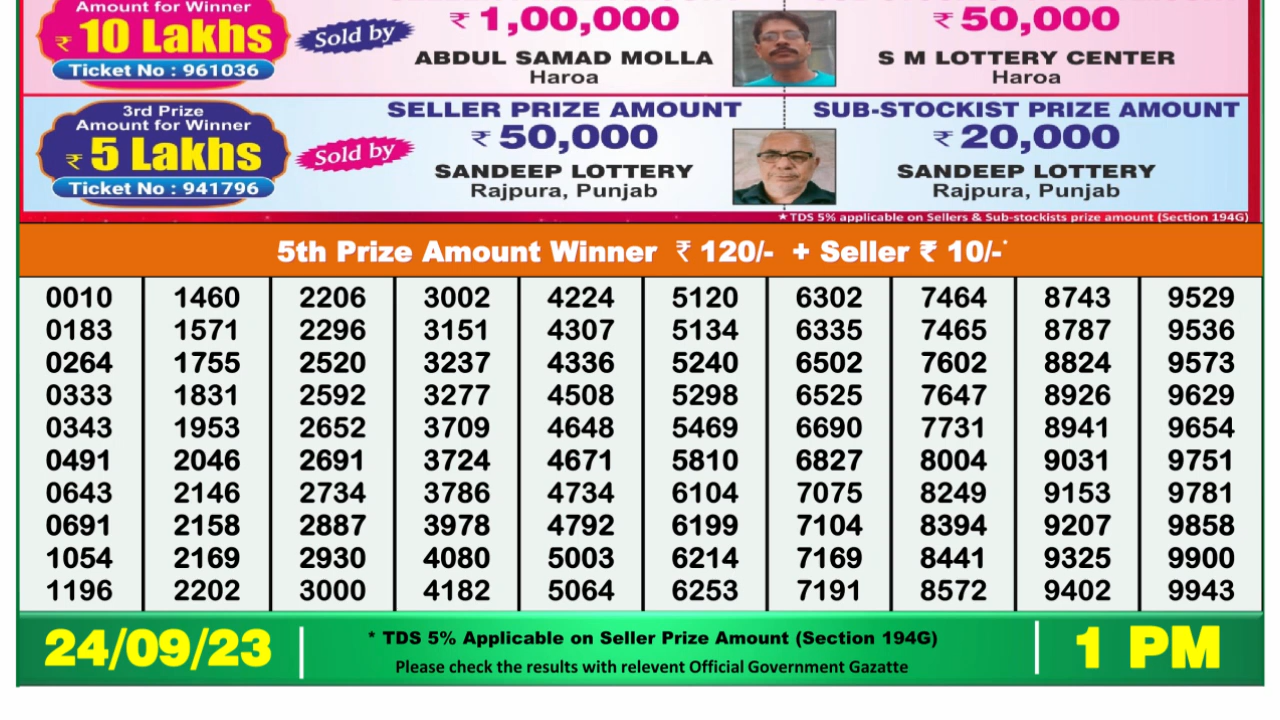 Amount for Winner
₹ 10 Lakhs
Ticket No : 961036
Sold by
₹ 1,00,000
ABDUL SAMAD MOLLA
Haroa
₹ 50,000
S M LOTTERY CENTER
Haroa
3rd Prize
Amount for Winner
₹ 5 Lakhs
Ticket No : 941796
Sold by
SELLER PRIZE AMOUNT
₹ 50,000
SANDEEP LOTTERY
Rajpura, Punjab
SUB-STOCKIST PRIZE AMOUNT
₹ 20,000
SANDEEP LOTTERY
Rajpura, Punjab
★TDS 5% applicable on Sellers & Sub-stockists prize amount (Section 194G)
5th Prize Amount Winner ₹ 120/- + Seller ₹ 10/-*
0010 1460 2206 3002 4224 5120 6302 7464 8743 9529
0183 1571 2296 3151 4307 5134 6335 7465 8787 9536
0264 1755 2520 3237 4336 5240 6502 7602 8824 9573
0333 1831 2592 3277 4508 5298 6525 7647 8926 9629
0343 1953 2652 3709 4648 5469 6690 7731 8941 9654
0491 2046 2691 3724 4671 5810 6827 8004 9031 9751
0643 2146 2734 3786 4734 6104 7075 8249 9153 9781
0691 2158 2887 3978 4792 6199 7104 8394 9207 9858
1054 2169 2930 4080 5003 6214 7169 8441 9325 9900
1196 2202 3000 4182 5064 6253 7191 8572 9402 9943
24/09/23
* TDS 5% Applicable on Seller Prize Amount (Section 194G)
Please check the results with relevent Official Government Gazatte
1 PM